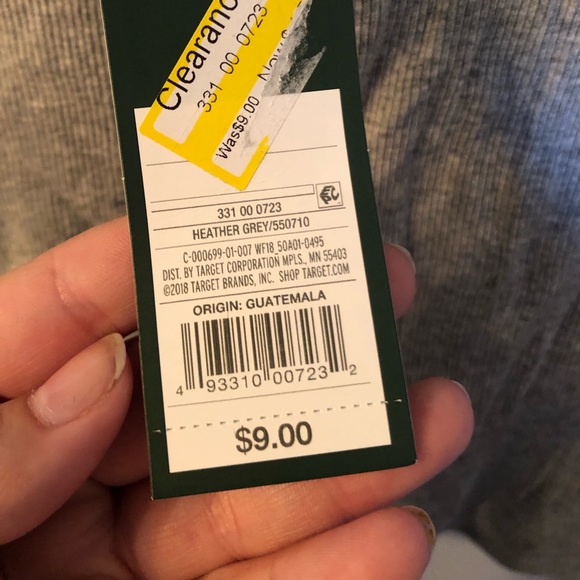 Clearanc
331 00 0723
Was$9.00 Now
331 00 0723
HEATHER GREY/550710
C-000699-01-007 WF18_50A01-0495
DIST. BY TARGET CORPORATION MPLS., MN 55403
©2018 TARGET BRANDS, INC. SHOP TARGET.COM
ORIGIN: GUATEMALA
4 93310 00723 2
$9.00